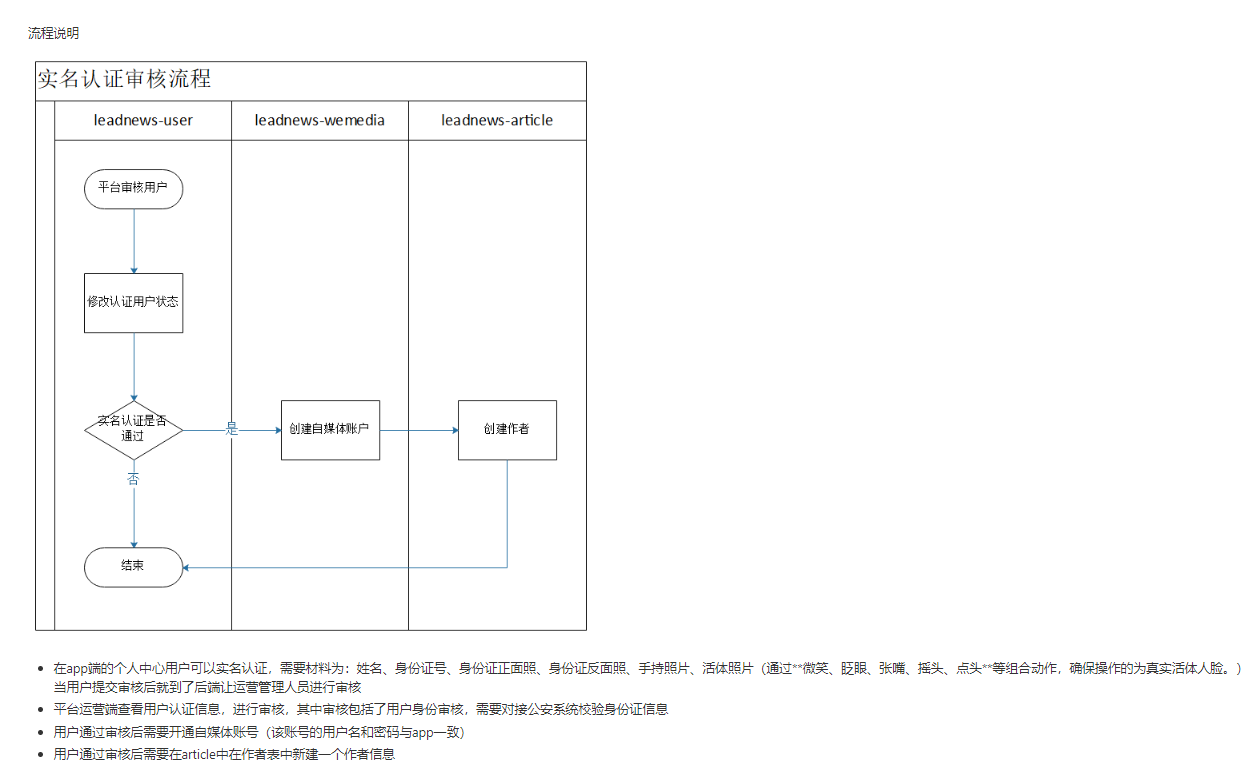 流程说明
实名认证审核流程
leadnews-user
leadnews-wemedia
leadnews-article
平台审核用户
修改认证用户状态
实名认证是否
通过
是
创建自媒体账户
创建作者
否
结束
在app端的个人中心用户可以实名认证，需要材料为：姓名、身份证号、身份证正面照、身份证反面照、手持照片、活体照片（通过**微笑、眨眼、张嘴、摇头、点头**等组合动作，确保操作的为真实活体人脸。）
当用户提交审核后就到了后端让运营管理人员进行审核
平台运营端查看用户认证信息，进行审核，其中审核包括了用户身份审核，需要对接公安系统校验身份证信息
用户通过审核后需要开通自媒体账号（该账号的用户名和密码与app一致）
用户通过审核后需要在article中在作者表中新建一个作者信息